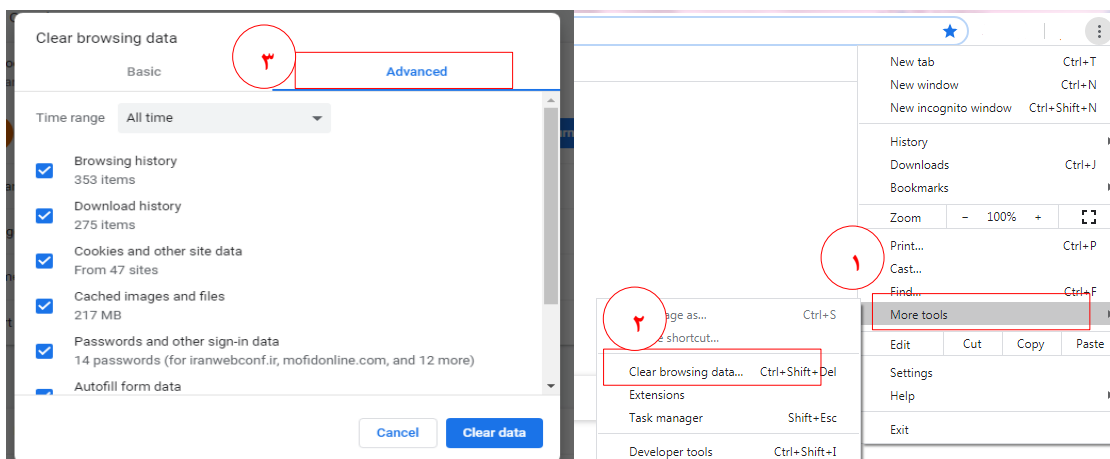 Clear browsing data
۳
Basic
Advanced
Time range
All time
Browsing history
353 items
Download history
275 items
Cookies and other site data
From 47 sites
Cached images and files
217 MB
Passwords and other sign-in data
14 passwords (for iranwebconf.ir, mofidonline.com, and 12 more)
Autofill form data
Cancel
Clear data
New tab Ctrl+T
New window Ctrl+N
New incognito window Ctrl+Shift+N
History
Downloads Ctrl+J
Bookmarks
Zoom - 100% +
Print... Ctrl+P
۱
Cast...
Find... Ctrl+F
More tools
Edit Cut Copy Paste
Settings
Help
Exit
۲
as... Ctrl+S
shortcut...
Clear browsing data... Ctrl+Shift+Del
Extensions
Task manager Shift+Esc
Developer tools Ctrl+Shift+I